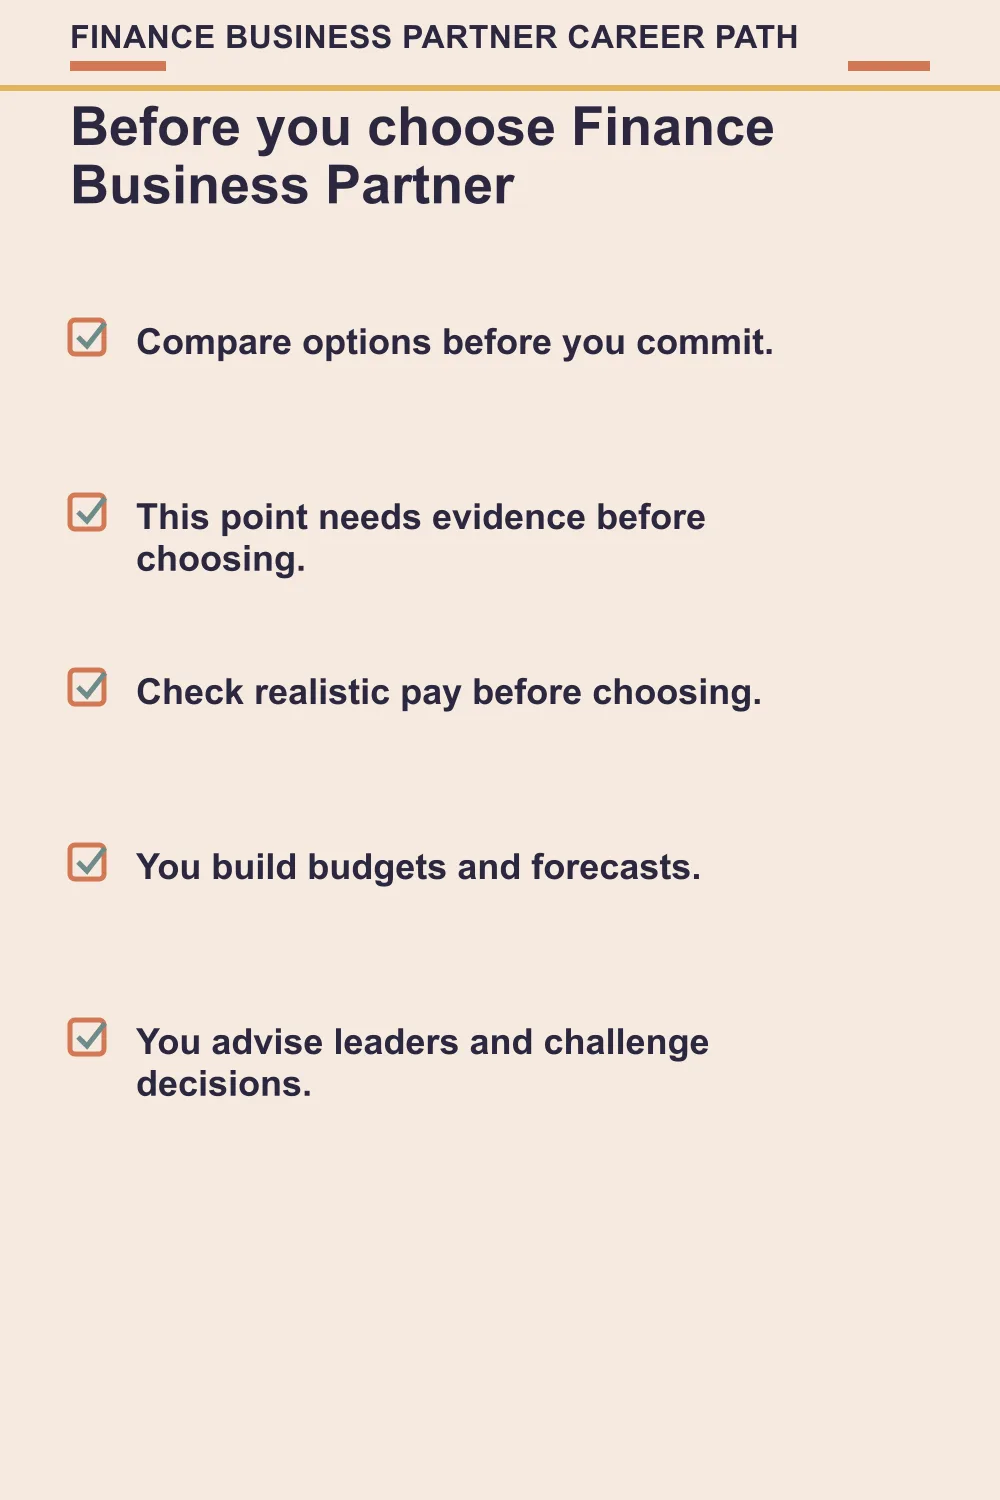 FINANCE BUSINESS PARTNER CAREER PATH
Before you choose Finance
Business Partner
Compare options before you commit.
This point needs evidence before
choosing.
Check realistic pay before choosing.
You build budgets and forecasts.
You advise leaders and challenge
decisions.